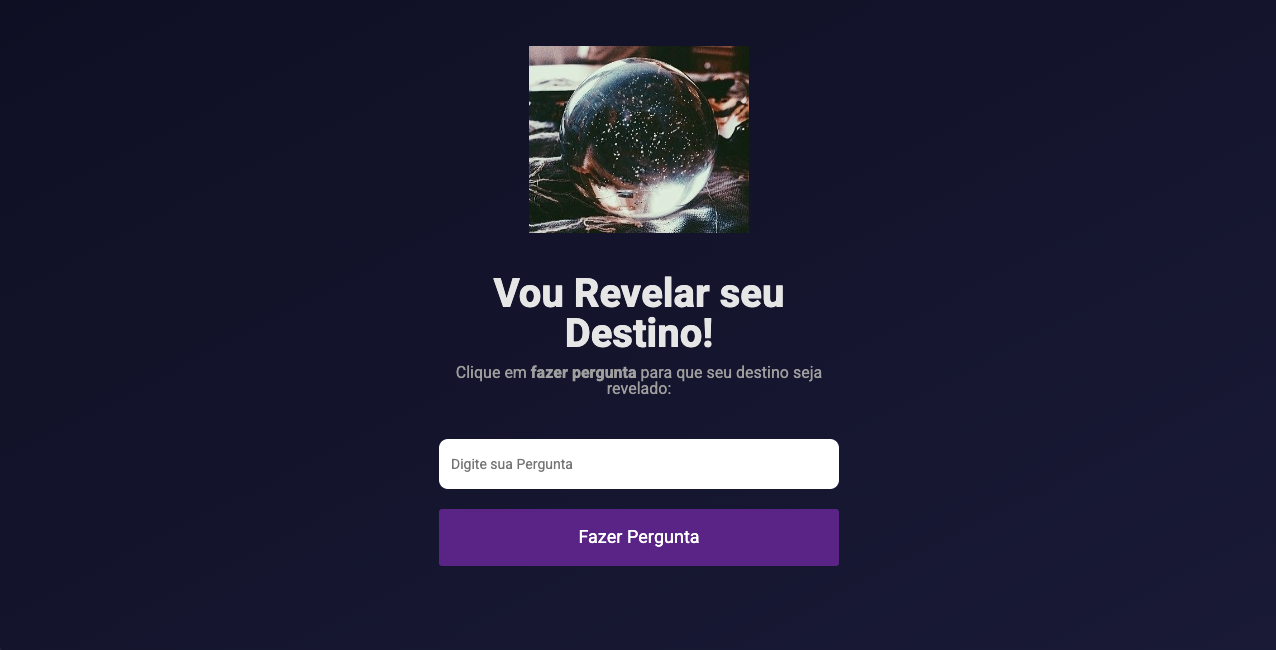 Vou Revelar seu
Destino!
Clique em fazer pergunta para que seu destino seja
revelado:
Digite sua Pergunta
Fazer Pergunta